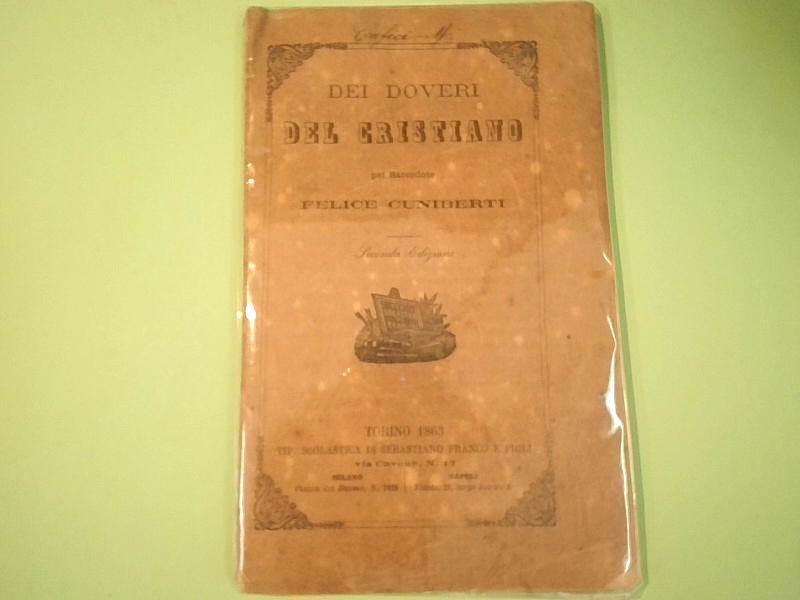 DEI DOVERI
DEL CRISTIANO
pel Sacerdote
FELICE CUNIBERTI
Seconda Edizione
TORINO 1863
TIP. SCOLASTICA DI SEBASTIANO FRANCO E FIGLI
via Cavour, N. 17
MILANO NAPOLI